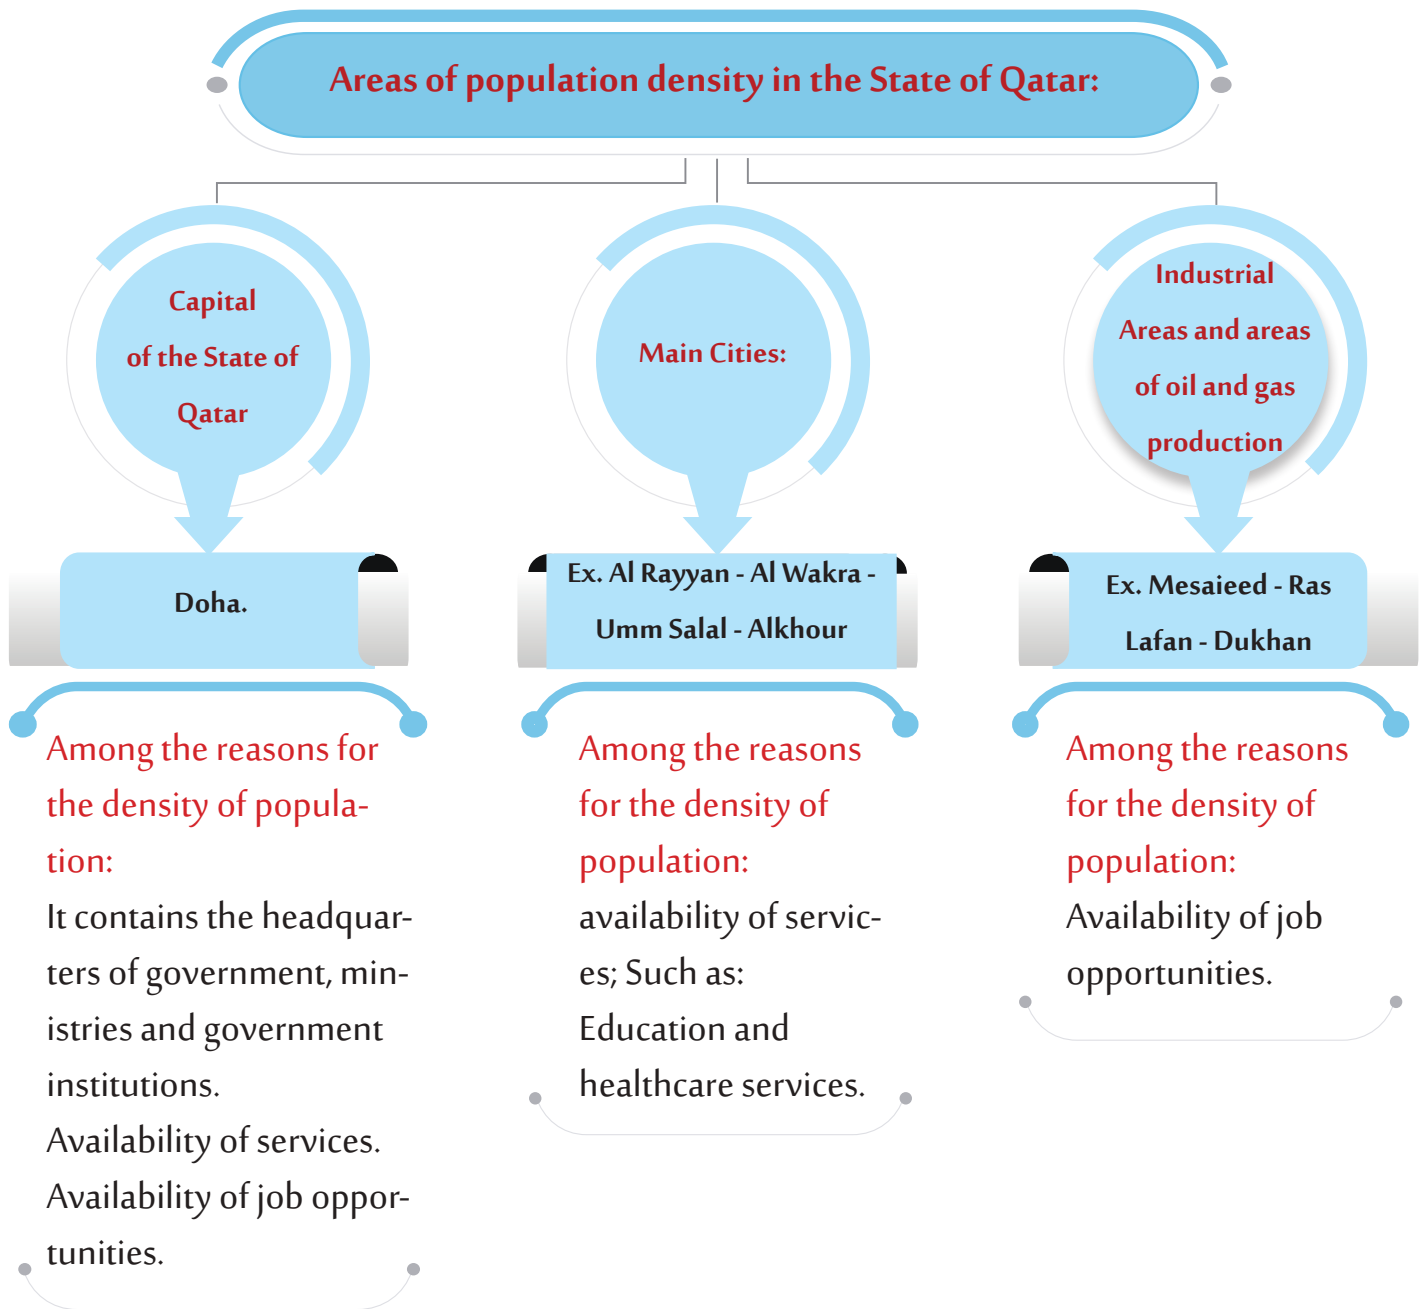 Areas of population density in the State of Qatar:
Capital
of the State of
Qatar
Doha.
Among the reasons for
the density of popula-
tion:
It contains the headquar-
ters of government, min-
istries and government
institutions.
Availability of services.
Availability of job oppor-
tunities.
Main Cities:
Ex. Al Rayyan - Al Wakra -
Umm Salal - Alkhour
Among the reasons
for the density of
population:
availability of servic-
es; Such as:
Education and
healthcare services.
Industrial
Areas and areas
of oil and gas
production
Ex. Mesaieed - Ras
Lafan - Dukhan
Among the reasons
for the density of
population:
Availability of job
opportunities.